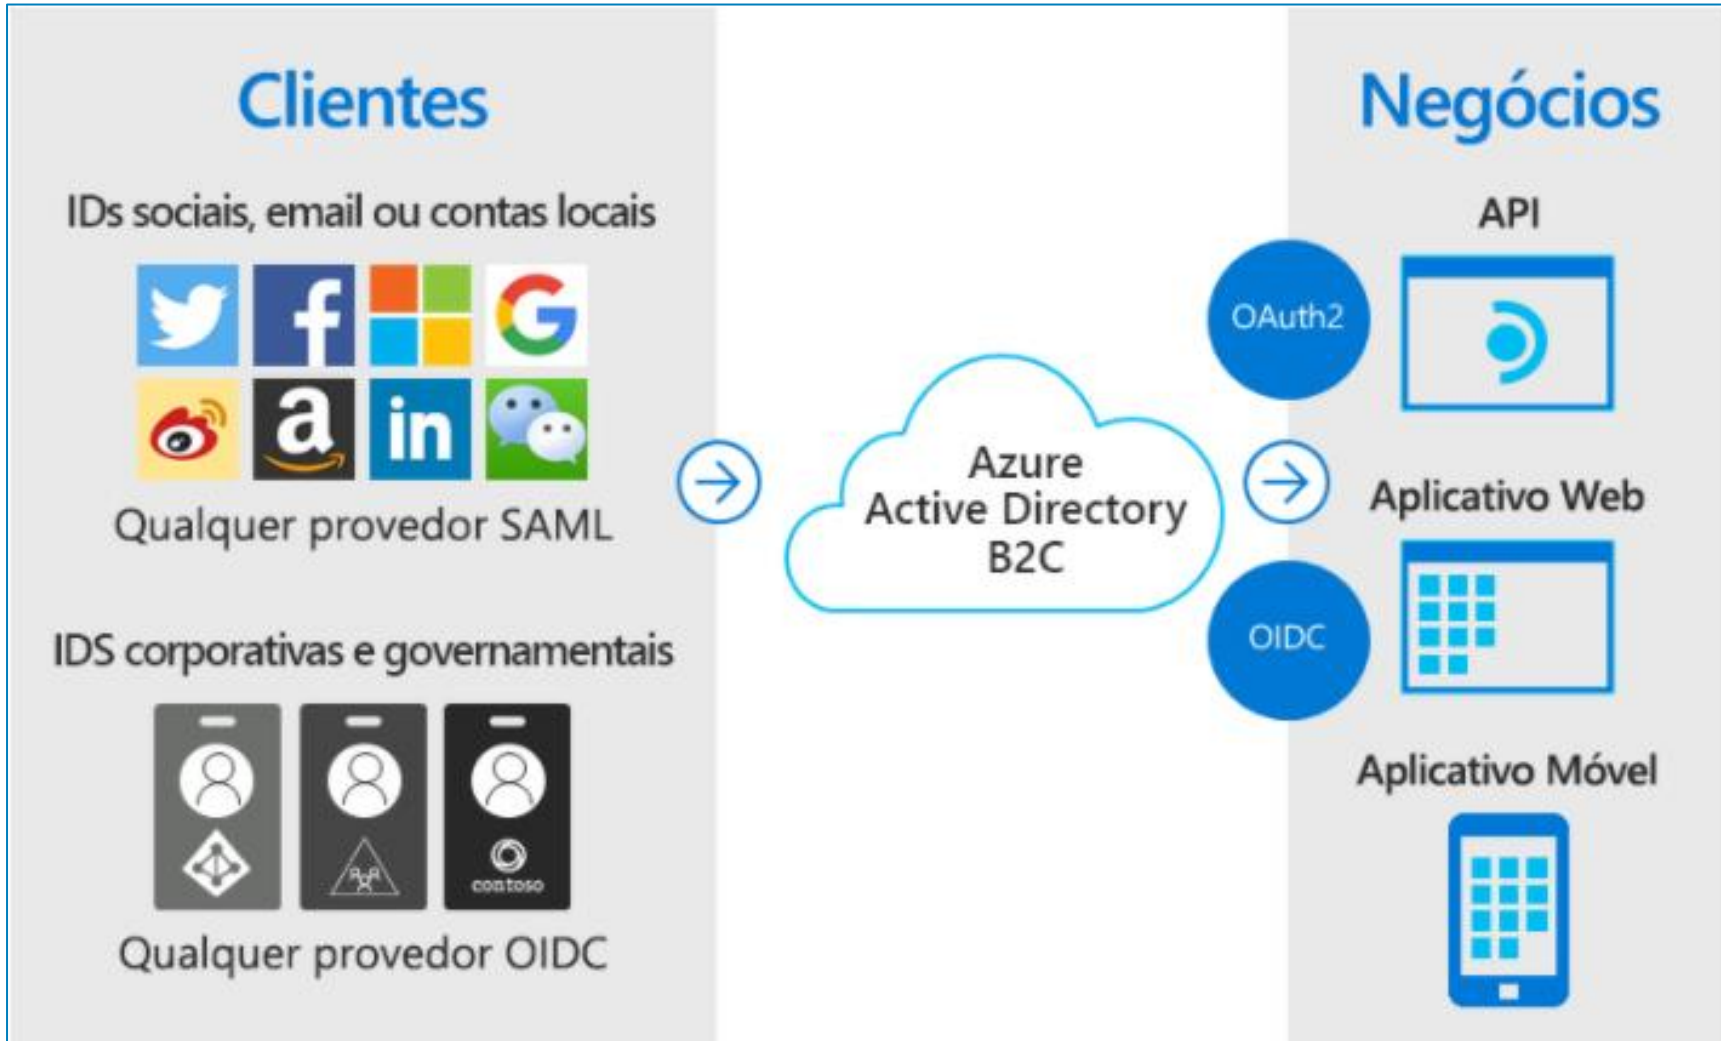 Clientes
IDs sociais, email ou contas locais
Qualquer provedor SAML
IDS corporativas e governamentais
contoso
Qualquer provedor OIDC
Azure
Active Directory
B2C
OAuth2
OIDC
Negócios
API
Aplicativo Web
Aplicativo Móvel